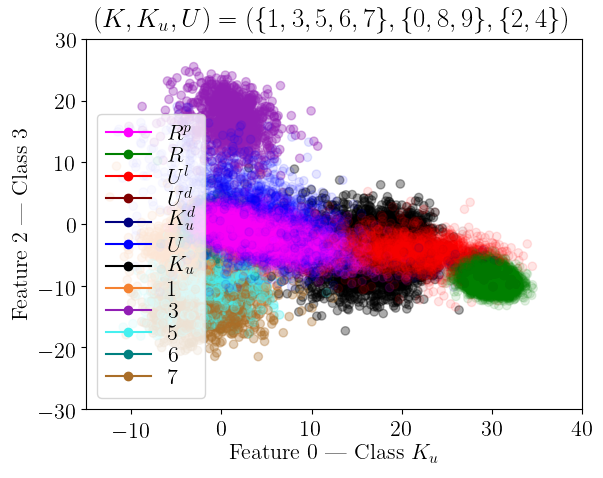 (K, K_u, U) = ({1, 3, 5, 6, 7}, {0, 8, 9}, {2, 4})
30
20
10
0
−10
−20
−30
Feature 2 — Class 3
R^p
R
U^l
U^d
K_u^d
U
K_u
1
3
5
6
7
−10
0
10
20
30
40
Feature 0 — Class K_u